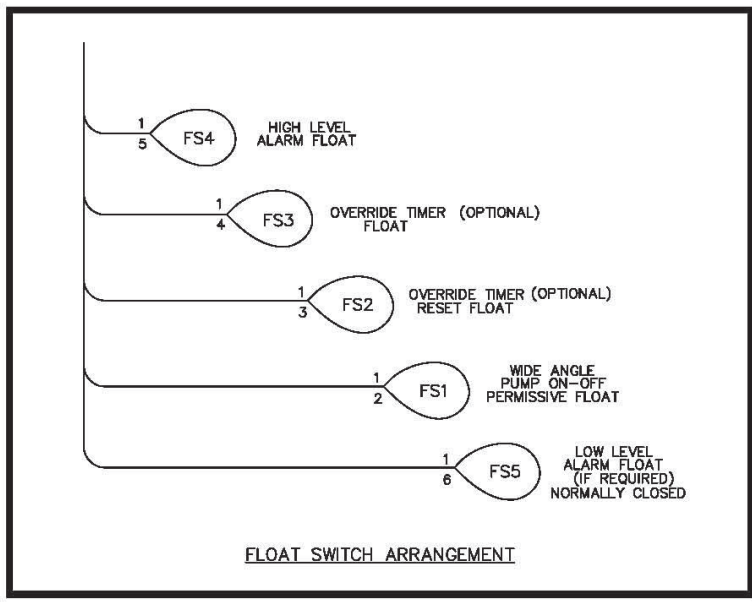 1
5
FS4
HIGH LEVEL
ALARM FLOAT
1
4
FS3
OVERRIDE TIMER (OPTIONAL)
FLOAT
1
3
FS2
OVERRIDE TIMER (OPTIONAL)
RESET FLOAT
1
2
FS1
WIDE ANGLE
PUMP ON-OFF
PERMISSIVE FLOAT
1
6
FS5
LOW LEVEL
ALARM FLOAT
(IF REQUIRED)
NORMALLY CLOSED
FLOAT SWITCH ARRANGEMENT